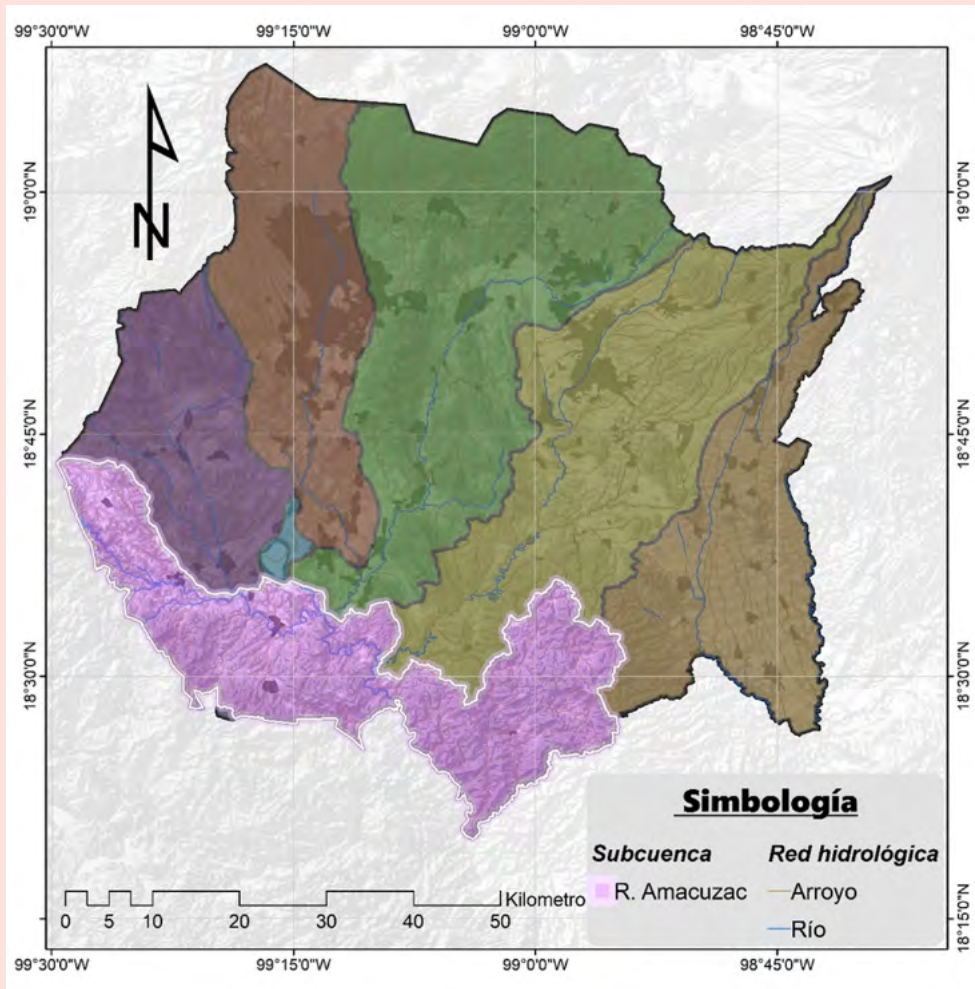 99°30'0"W 99°15'0"W 99°0'0"W 98°45'0"W
19°0'0"N 19°0'0"N
N
18°45'0"N 18°45'0"N
18°30'0"N 18°30'0"N
Simbología
Subcuenca Red hidrológica
R. Amacuzac Arroyo
Río
Kilometro
0 5 10 20 30 40 50
18°15'0"N
99°30'0"W 99°15'0"W 99°0'0"W 98°45'0"W